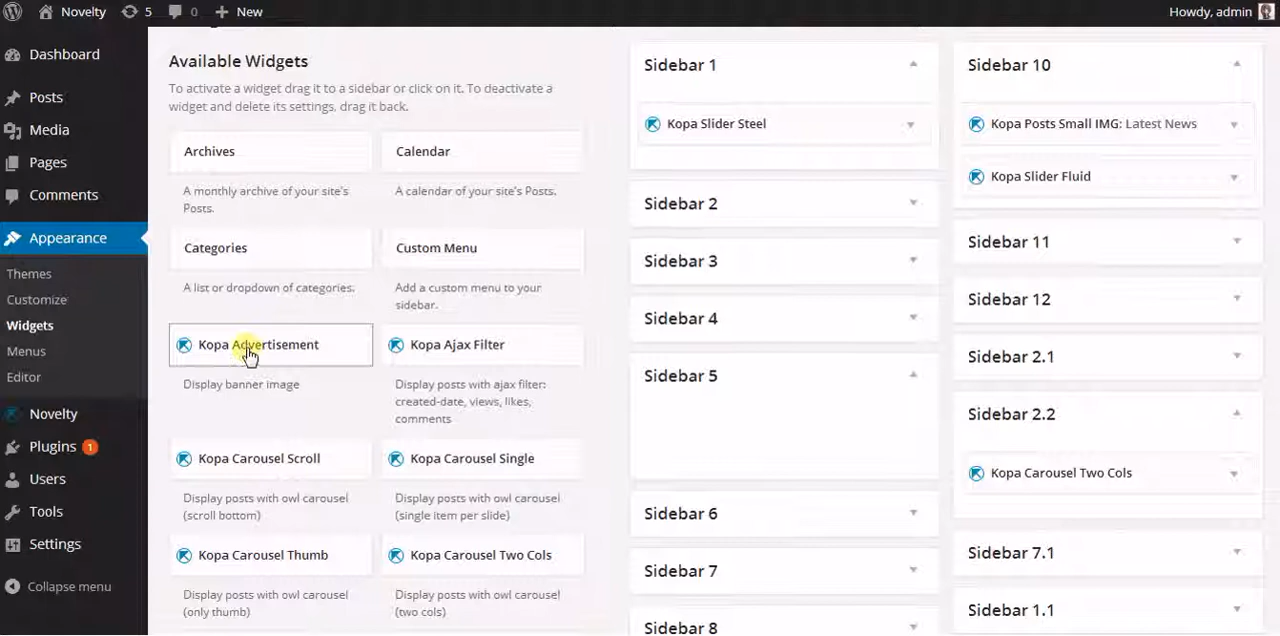 Novelty
5
0
New
Howdy, admin
Dashboard
Posts
Media
Pages
Comments
Appearance
Themes
Customize
Widgets
Menus
Editor
Novelty
Plugins 1
Users
Tools
Settings
Collapse menu
Available Widgets
To activate a widget drag it to a sidebar or click on it. To deactivate a
widget and delete its settings, drag it back.
Archives
A monthly archive of your site's
Posts.
Calendar
A calendar of your site's Posts.
Categories
A list or dropdown of categories.
Custom Menu
Add a custom menu to your
sidebar.
Kopa Advertisement
Display banner image
Kopa Ajax Filter
Display posts with ajax filter:
created-date, views, likes,
comments
Kopa Carousel Scroll
Display posts with owl carousel
(scroll bottom)
Kopa Carousel Single
Display posts with owl carousel
(single item per slide)
Kopa Carousel Thumb
Display posts with owl carousel
(only thumb)
Kopa Carousel Two Cols
Display posts with owl carousel
(two cols)
Sidebar 1
Kopa Slider Steel
Sidebar 2
Sidebar 3
Sidebar 4
Sidebar 5
Sidebar 6
Sidebar 7
Sidebar 8
Sidebar 10
Kopa Posts Small IMG: Latest News
Kopa Slider Fluid
Sidebar 11
Sidebar 12
Sidebar 2.1
Sidebar 2.2
Kopa Carousel Two Cols
Sidebar 7.1
Sidebar 1.1